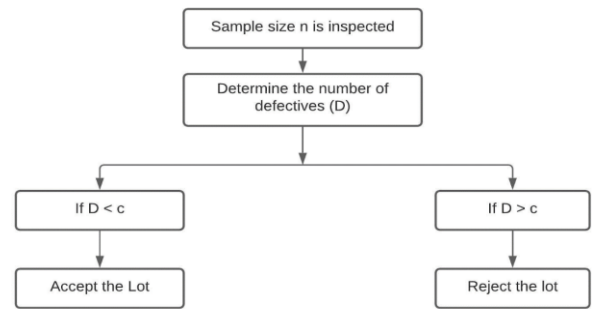 Sample size n is inspected
Determine the number of
defectives (D)
If D < c
If D > c
Accept the Lot
Reject the lot